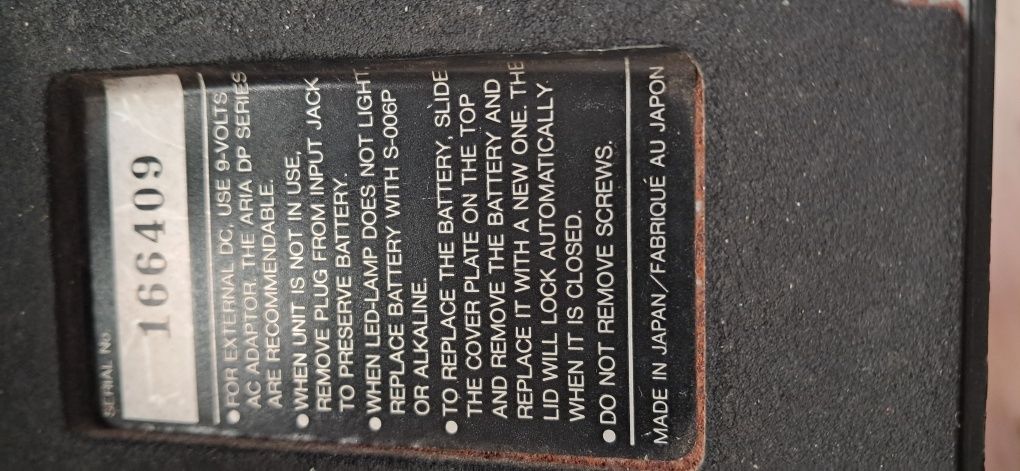 SERIAL No.
166409
●FOR EXTERNAL DC, USE 9-VOLTS
AC ADAPTOR. THE ARIA DP SERIES
ARE RECOMMENDABLE.
●WHEN UNIT IS NOT IN USE,
REMOVE PLUG FROM INPUT JACK
TO PRESERVE BATTERY.
●WHEN LED-LAMP DOES NOT LIGHT,
REPLACE BATTERY WITH S-006P
OR ALKALINE.
●TO REPLACE THE BATTERY, SLIDE
THE COVER PLATE ON THE TOP
AND REMOVE THE BATTERY AND
REPLACE IT WITH A NEW ONE. THE
LID WILL LOCK AUTOMATICALLY
WHEN IT IS CLOSED.
●DO NOT REMOVE SCREWS.
MADE IN JAPAN/FABRIQUÉ AU JAPON